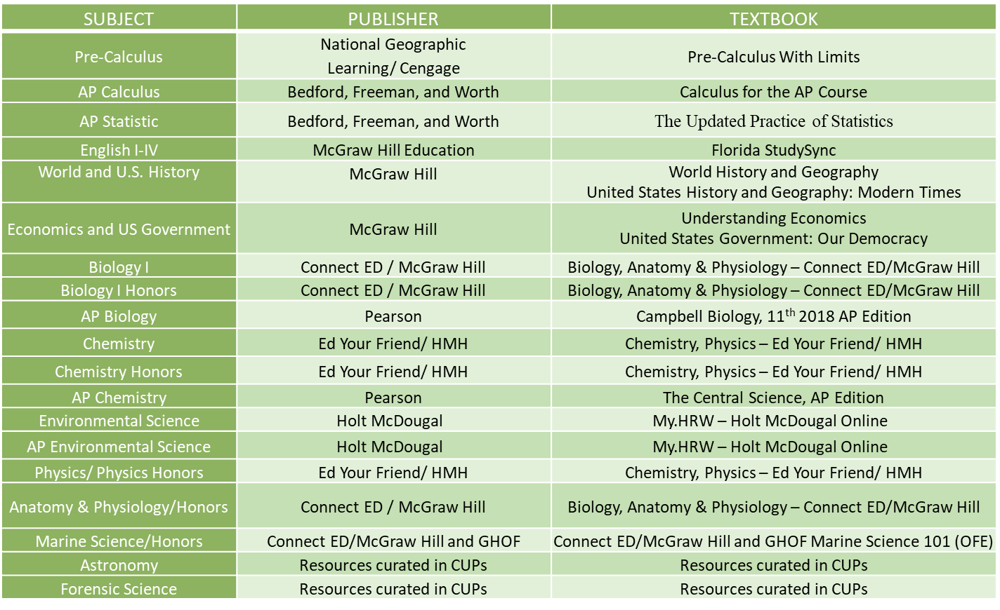 SUBJECT PUBLISHER TEXTBOOK
Pre-Calculus National Geographic Learning/ Cengage Pre-Calculus With Limits
AP Calculus Bedford, Freeman, and Worth Calculus for the AP Course
AP Statistic Bedford, Freeman, and Worth The Updated Practice of Statistics
English I-IV McGraw Hill Education Florida StudySync
World and U.S. History McGraw Hill World History and Geography
United States History and Geography: Modern Times
Economics and US Government McGraw Hill Understanding Economics
United States Government: Our Democracy
Biology I Connect ED / McGraw Hill Biology, Anatomy & Physiology – Connect ED/McGraw Hill
Biology I Honors Connect ED / McGraw Hill Biology, Anatomy & Physiology – Connect ED/McGraw Hill
AP Biology Pearson Campbell Biology, 11th 2018 AP Edition
Chemistry Ed Your Friend/ HMH Chemistry, Physics – Ed Your Friend/ HMH
Chemistry Honors Ed Your Friend/ HMH Chemistry, Physics – Ed Your Friend/ HMH
AP Chemistry Pearson The Central Science, AP Edition
Environmental Science Holt McDougal My.HRW – Holt McDougal Online
AP Environmental Science Holt McDougal My.HRW – Holt McDougal Online
Physics/ Physics Honors Ed Your Friend/ HMH Chemistry, Physics – Ed Your Friend/ HMH
Anatomy & Physiology/Honors Connect ED / McGraw Hill Biology, Anatomy & Physiology – Connect ED/McGraw Hill
Marine Science/Honors Connect ED/McGraw Hill and GHOF Connect ED/McGraw Hill and GHOF Marine Science 101 (OFE)
Astronomy Resources curated in CUPs Resources curated in CUPs
Forensic Science Resources curated in CUPs Resources curated in CUPs